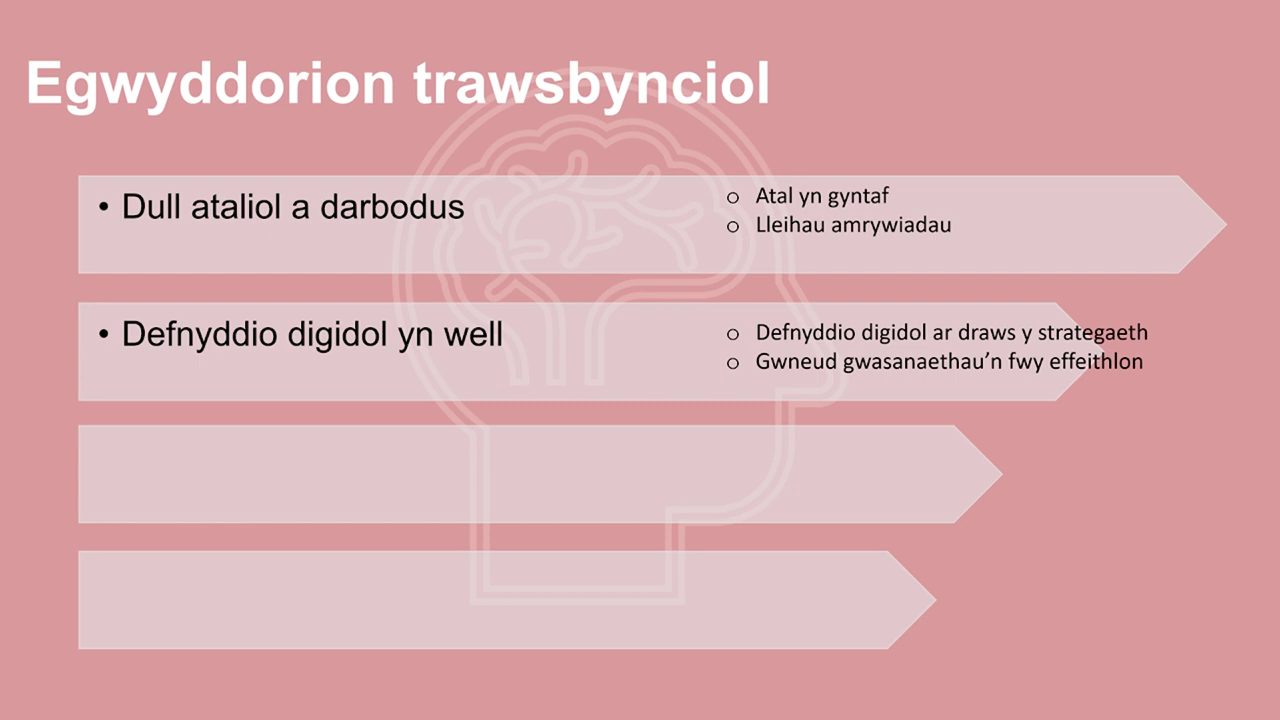 Egwyddorion trawsbynciol
• Dull ataliol a darbodus
o Atal yn gyntaf
o Lleihau amrywiadau
• Defnyddio digidol yn well
o Defnyddio digidol ar draws y strategaeth
o Gwneud gwasanaethau’n fwy effeithlon